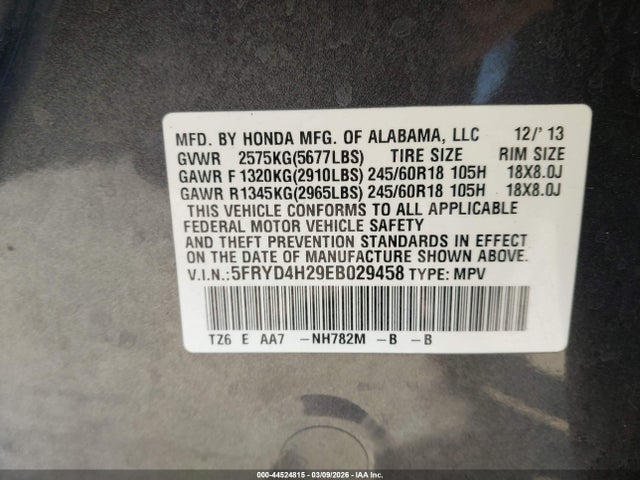 MFD. BY HONDA MFG. OF ALABAMA, LLC 12/' 13
GVWR 2575KG(5677LBS) TIRE SIZE RIM SIZE
GAWR F 1320KG(2910LBS) 245/60R18 105H 18X8.0J
GAWR R 1345KG(2965LBS) 245/60R18 105H 18X8.0J
THIS VEHICLE CONFORMS TO ALL APPLICABLE
FEDERAL MOTOR VEHICLE SAFETY
AND THEFT PREVENTION STANDARDS IN EFFECT
ON THE DATE OF MANUFACTURE SHOWN ABOVE.
V.I.N.:5FRYD4H29EB029458 TYPE: MPV
TZ6 E AA7 -NH782M -B -B
000-44524815 - 03/09/2026 - IAA Inc.